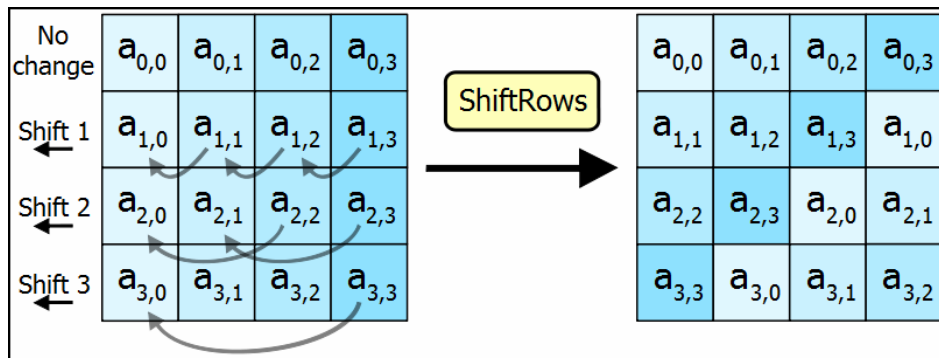 No
change
a0,0 a0,1 a0,2 a0,3
Shift 1
a1,0 a1,1 a1,2 a1,3
Shift 2
a2,0 a2,1 a2,2 a2,3
Shift 3
a3,0 a3,1 a3,2 a3,3
ShiftRows
a0,0 a0,1 a0,2 a0,3
a1,1 a1,2 a1,3 a1,0
a2,2 a2,3 a2,0 a2,1
a3,3 a3,0 a3,1 a3,2